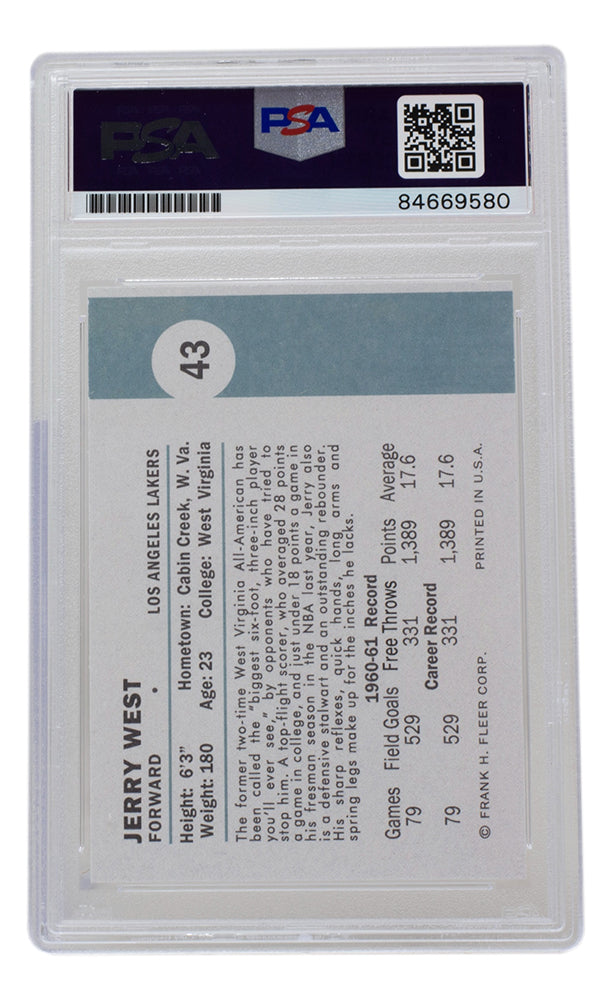 PSA
PSA
84669580
43
JERRY WEST
FORWARD • LOS ANGELES LAKERS
Height: 6'3" Hometown: Cabin Creek, W. Va.
Weight: 180 Age: 23 College: West Virginia
The former two-time West Virginia All-American has
been called the "biggest six-foot, three-inch player
you'll ever see," by opponents who have tried to
stop him. A top-flight scorer, who averaged 28 points
a game in college, and just under 18 points a game in
his fresman season in the NBA last year, Jerry also
is a defensive stalwart and an outstanding rebounder.
His sharp reflexes, quick hands, long arms and
spring legs make up for the inches he lacks.
1960-61 Record
Games Field Goals Free Throws Points Average
79 529 331 1,389 17.6
Career Record
79 529 331 1,389 17.6
© FRANK H. FLEER CORP. PRINTED IN U.S.A.